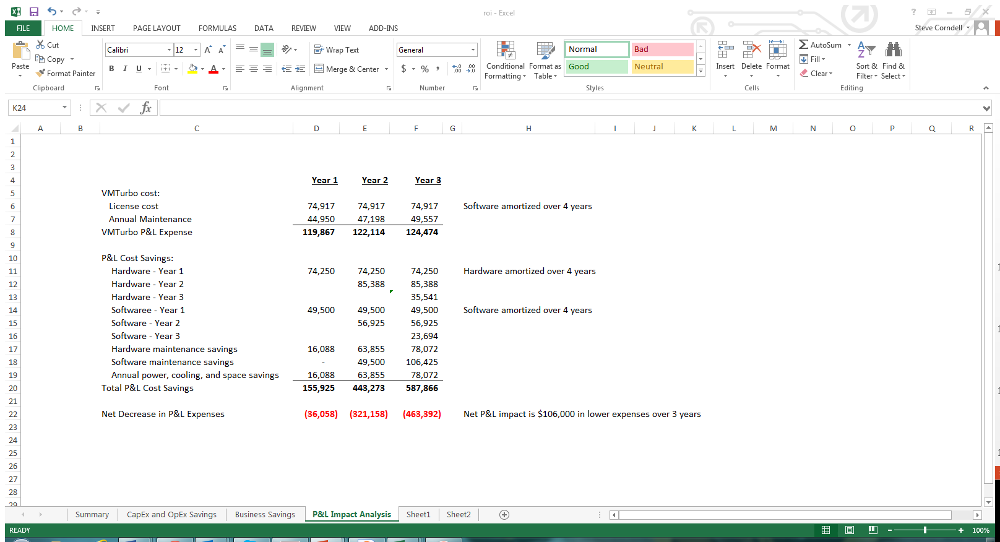 roi - Excel
FILE HOME INSERT PAGE LAYOUT FORMULAS DATA REVIEW VIEW ADD-INS Steve Corndell
Paste Cut Copy Format Painter Clipboard
Calibri 12 B I U Font
Wrap Text Merge & Center Alignment
General $ % , Number
Conditional Formatting Format as Table Normal Bad Good Neutral Styles
Insert Delete Format Cells
AutoSum Fill Clear Sort & Filter Find & Select Editing
K24 fx
A B C D E F G H I J K L M N O P Q R
1
2
3
4 Year 1 Year 2 Year 3
5 VMTurbo cost:
6 License cost 74,917 74,917 74,917 Software amortized over 4 years
7 Annual Maintenance 44,950 47,198 49,557
8 VMTurbo P&L Expense 119,867 122,114 124,474
9
10 P&L Cost Savings:
11 Hardware - Year 1 74,250 74,250 74,250 Hardware amortized over 4 years
12 Hardware - Year 2 85,388 85,388
13 Hardware - Year 3 35,541
14 Softwaree - Year 1 49,500 49,500 49,500 Software amortized over 4 years
15 Software - Year 2 56,925 56,925
16 Software - Year 3 23,694
17 Hardware maintenance savings 16,088 63,855 78,072
18 Software maintenance savings - 49,500 106,425
19 Annual power, cooling, and space savings 16,088 63,855 78,072
20 Total P&L Cost Savings 155,925 443,273 587,866
21
22 Net Decrease in P&L Expenses (36,058) (321,158) (463,392) Net P&L impact is $106,000 in lower expenses over 3 years
23
24
25
26
27
28
29
Summary CapEx and OpEx Savings Business Savings P&L Impact Analysis Sheet1 Sheet2
READY 100%